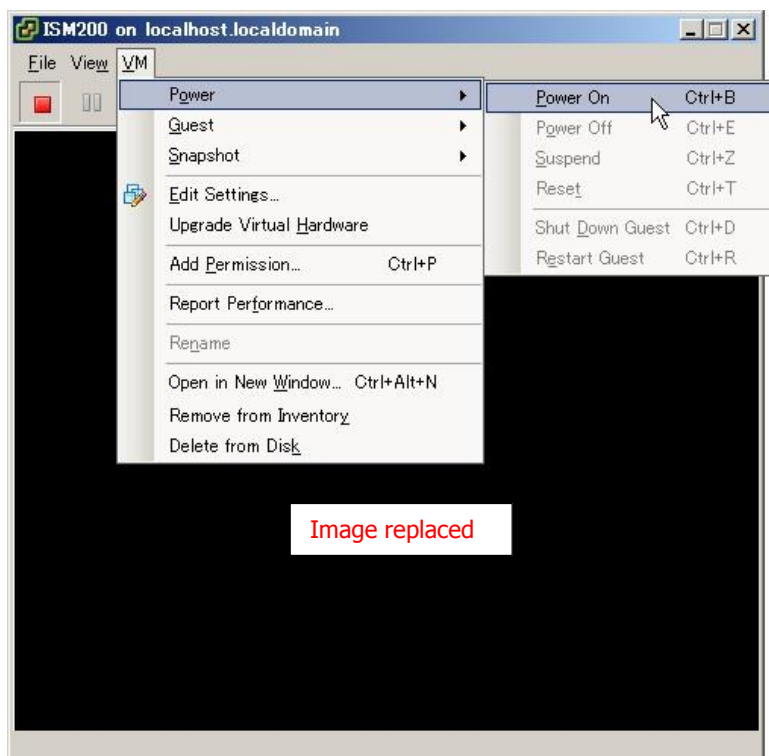 ISM200 on localhost.localdomain
File View VM
Power
Guest
Snapshot
Edit Settings...
Upgrade Virtual Hardware
Add Permission... Ctrl+P
Report Performance...
Rename
Open in New Window... Ctrl+Alt+N
Remove from Inventory
Delete from Disk
Power On Ctrl+B
Power Off Ctrl+E
Suspend Ctrl+Z
Reset Ctrl+T
Shut Down Guest Ctrl+D
Restart Guest Ctrl+R
Image replaced